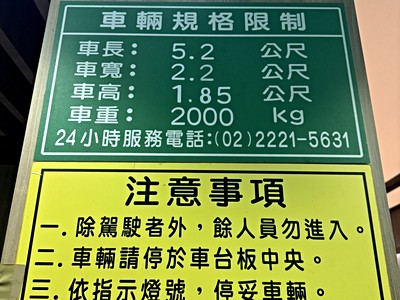 車輛規格限制
車長： 5.2 公尺
車寬： 2.2 公尺
車高： 1.85 公尺
車重： 2000 kg
24小時服務電話：(02)2221-5631
注意事項
一.除駕駛者外，餘人員勿進入。
二.車輛請停於車台板中央。
三.依指示燈號，停妥車輛。